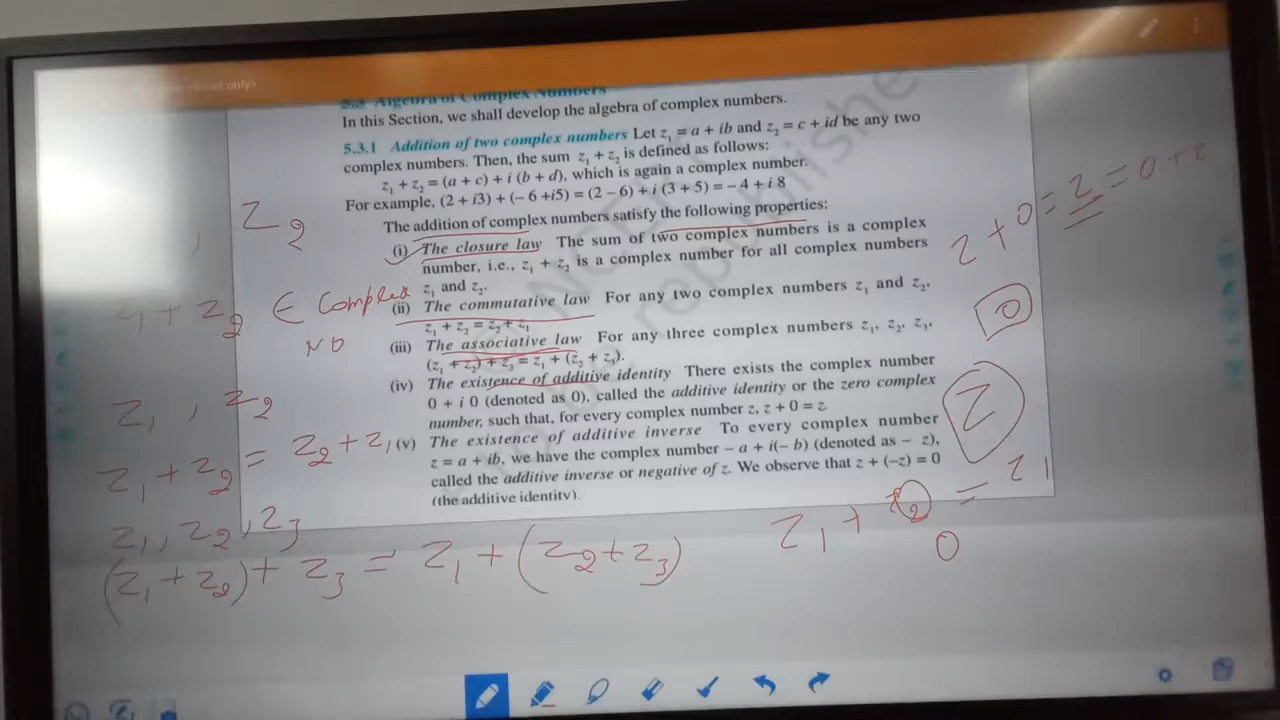 5.3 Algebra of Complex Numbers
In this Section, we shall develop the algebra of complex numbers.
5.3.1 Addition of two complex numbers Let z₁ = a + ib and z₂ = c + id be any two
complex numbers. Then, the sum z₁ + z₂ is defined as follows:
z₁ + z₂ = (a + c) + i (b + d), which is again a complex number.
For example, (2 + i3) + (– 6 +i5) = (2 – 6) + i (3 + 5) = – 4 + i 8
The addition of complex numbers satisfy the following properties:
(i) The closure law The sum of two complex numbers is a complex
number, i.e., z₁ + z₂ is a complex number for all complex numbers
z₁ and z₂.
(ii) The commutative law For any two complex numbers z₁ and z₂,
z₁ + z₂ = z₂ + z₁
(iii) The associative law For any three complex numbers z₁, z₂, z₃,
(z₁ + z₂) + z₃ = z₁ + (z₂ + z₃).
(iv) The existence of additive identity There exists the complex number
0 + i 0 (denoted as 0), called the additive identity or the zero complex
number, such that, for every complex number z, z + 0 = z.
(v) The existence of additive inverse To every complex number
z = a + ib, we have the complex number – a + i(– b) (denoted as – z),
called the additive inverse or negative of z. We observe that z + (–z) = 0
(the additive identity).
, z₂
z₁ + z₂ ∈ Complex
NO
z₁, z₂
z₁ + z₂ = z₂ + z₁
z₁, z₂, z₃
(z₁ + z₂) + z₃ = z₁ + (z₂ + z₃)
z + 0 = z = 0 + z
0
z
z₁ + z₂ = z₁
0